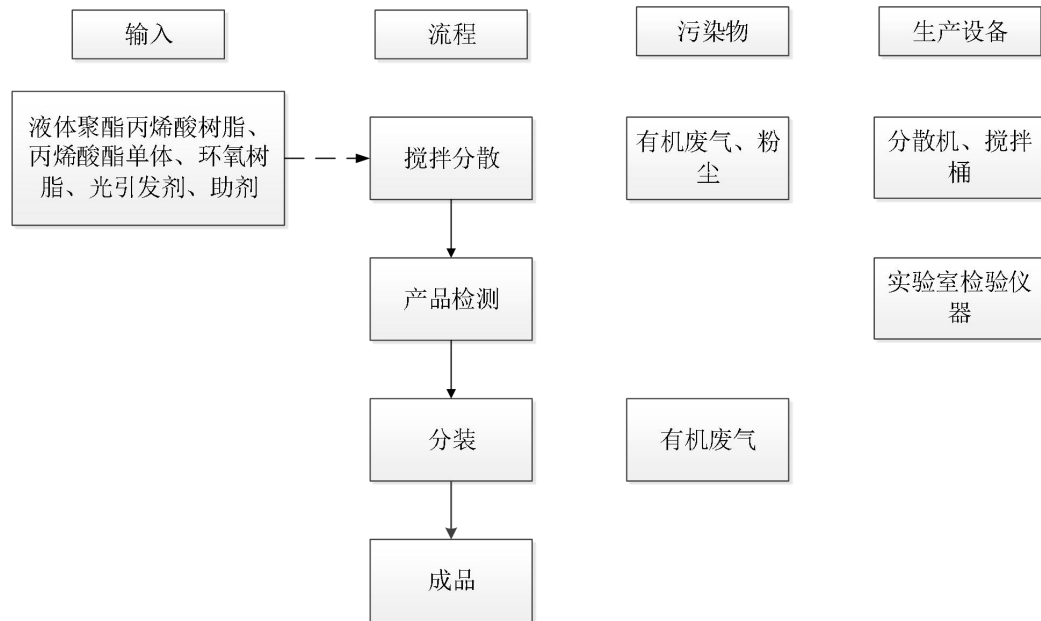 输入
流程
污染物
生产设备
液体聚酯丙烯酸树脂、
丙烯酸酯单体、环氧树
脂、光引发剂、助剂
搅拌分散
有机废气、粉
尘
分散机、搅拌
桶
产品检测
实验室检验仪
器
分装
有机废气
成品